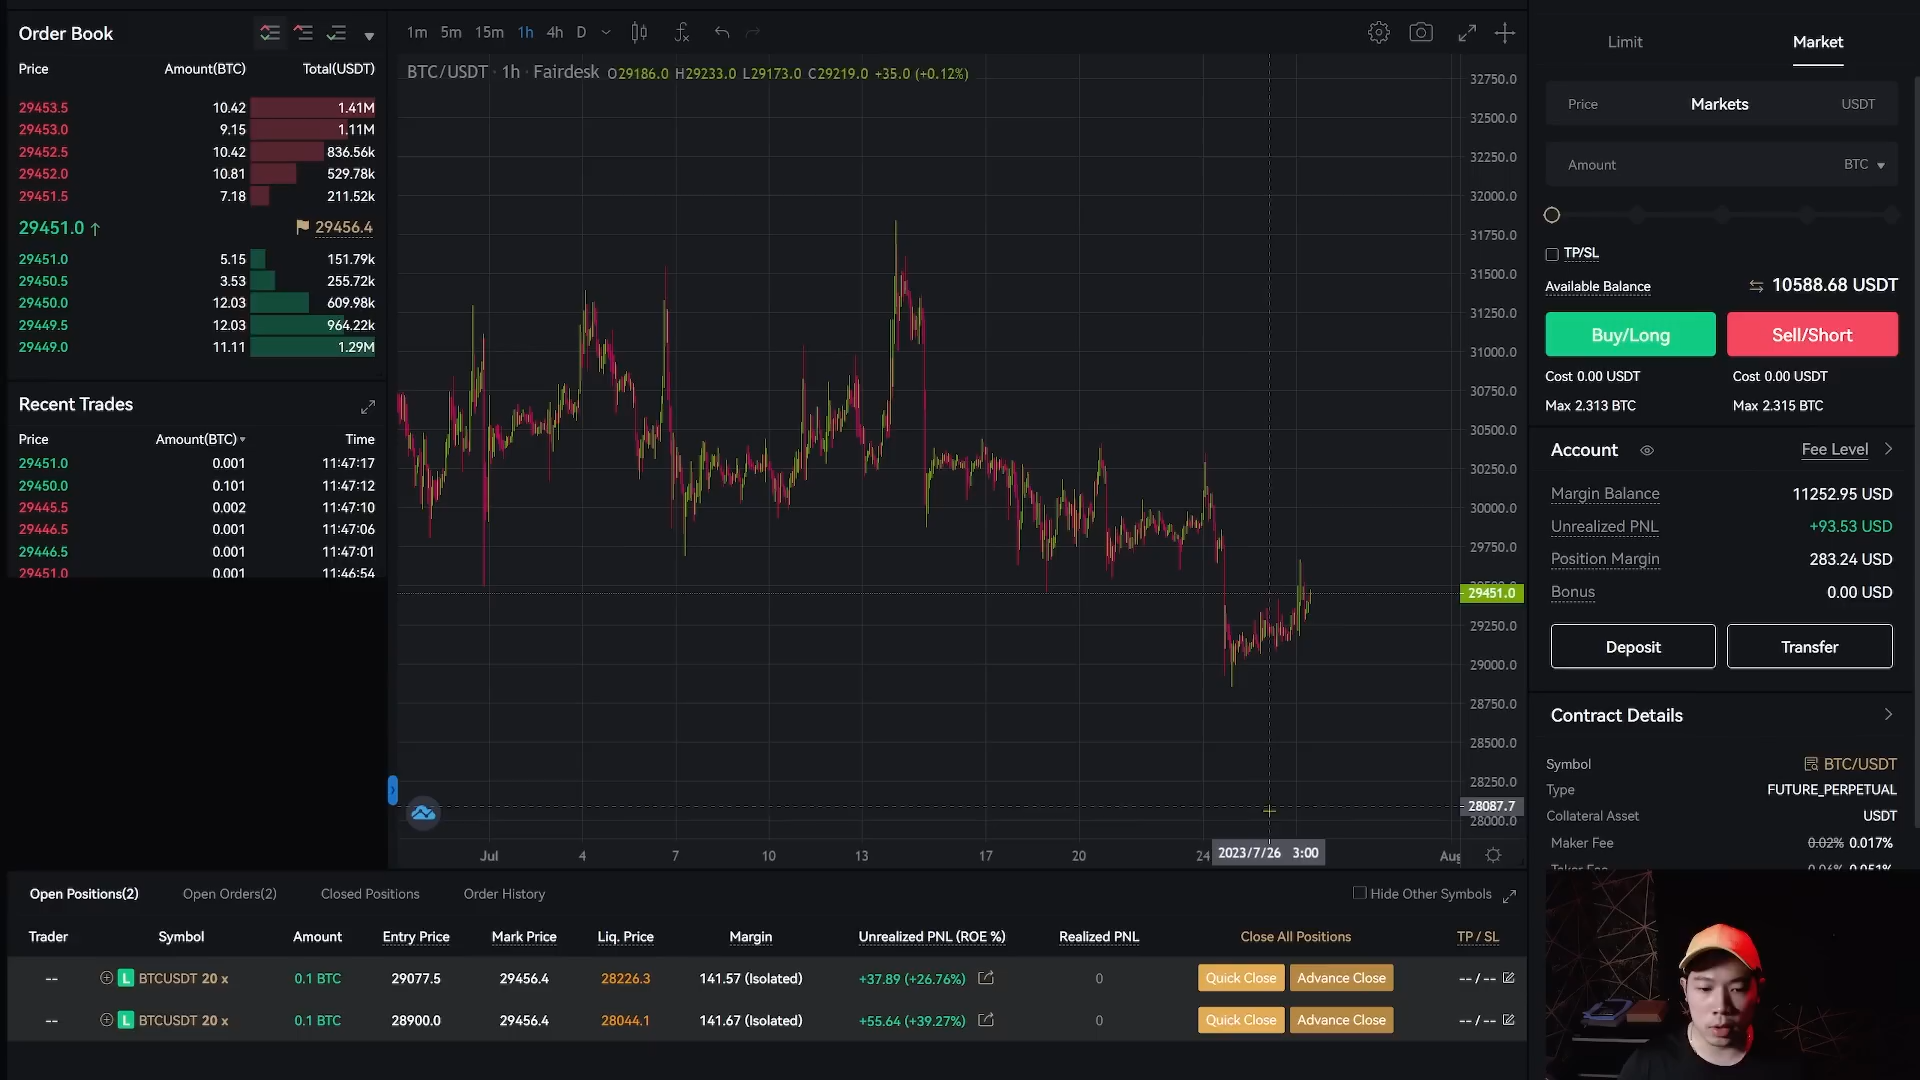 Order Book
Price Amount(BTC) Total(USDT)
29453.5 10.42 1.41M
29453.0 9.15 1.11M
29452.5 10.42 836.56k
29452.0 10.81 529.78k
29451.5 7.18 211.52k
29451.0 ↑ 29456.4
29451.0 5.15 151.79k
29450.5 3.53 255.72k
29450.0 12.03 609.98k
29449.5 12.03 964.22k
29449.0 11.11 1.29M
Recent Trades
Price Amount(BTC) Time
29451.0 0.001 11:47:17
29450.0 0.101 11:47:12
29445.5 0.002 11:47:10
29446.5 0.001 11:47:06
29446.5 0.001 11:47:01
29451.0 0.001 11:46:54
1m 5m 15m 1h 4h D
BTC/USDT · 1h · Fairdesk O29186.0 H29233.0 L29173.0 C29219.0 +35.0 (+0.12%)
32750.0
32500.0
32250.0
32000.0
31750.0
31500.0
31250.0
31000.0
30750.0
30500.0
30250.0
30000.0
29750.0
29451.0
29250.0
29000.0
28750.0
28500.0
28250.0
28087.7
28000.0
Jul 4 7 10 13 17 20 24 2023/7/26 3:00 Aug
Limit Market
Price Markets USDT
Amount BTC
TP/SL
Available Balance 10588.68 USDT
Buy/Long Sell/Short
Cost 0.00 USDT Cost 0.00 USDT
Max 2.313 BTC Max 2.315 BTC
Account Fee Level
Margin Balance 11252.95 USD
Unrealized PNL +93.53 USD
Position Margin 283.24 USD
Bonus 0.00 USD
Deposit Transfer
Contract Details
Symbol BTC/USDT
Type FUTURE_PERPETUAL
Collateral Asset USDT
Maker Fee 0.02% 0.017%
Taker Fee 0.06% 0.051%
Open Positions(2) Open Orders(2) Closed Positions Order History Hide Other Symbols
Trader Symbol Amount Entry Price Mark Price Liq. Price Margin Unrealized PNL (ROE %) Realized PNL Close All Positions TP / SL
-- L BTCUSDT 20 x 0.1 BTC 29077.5 29456.4 28226.3 141.57 (Isolated) +37.89 (+26.76%) 0 Quick Close Advance Close -- / --
-- L BTCUSDT 20 x 0.1 BTC 28900.0 29456.4 28044.1 141.67 (Isolated) +55.64 (+39.27%) 0 Quick Close Advance Close -- / --